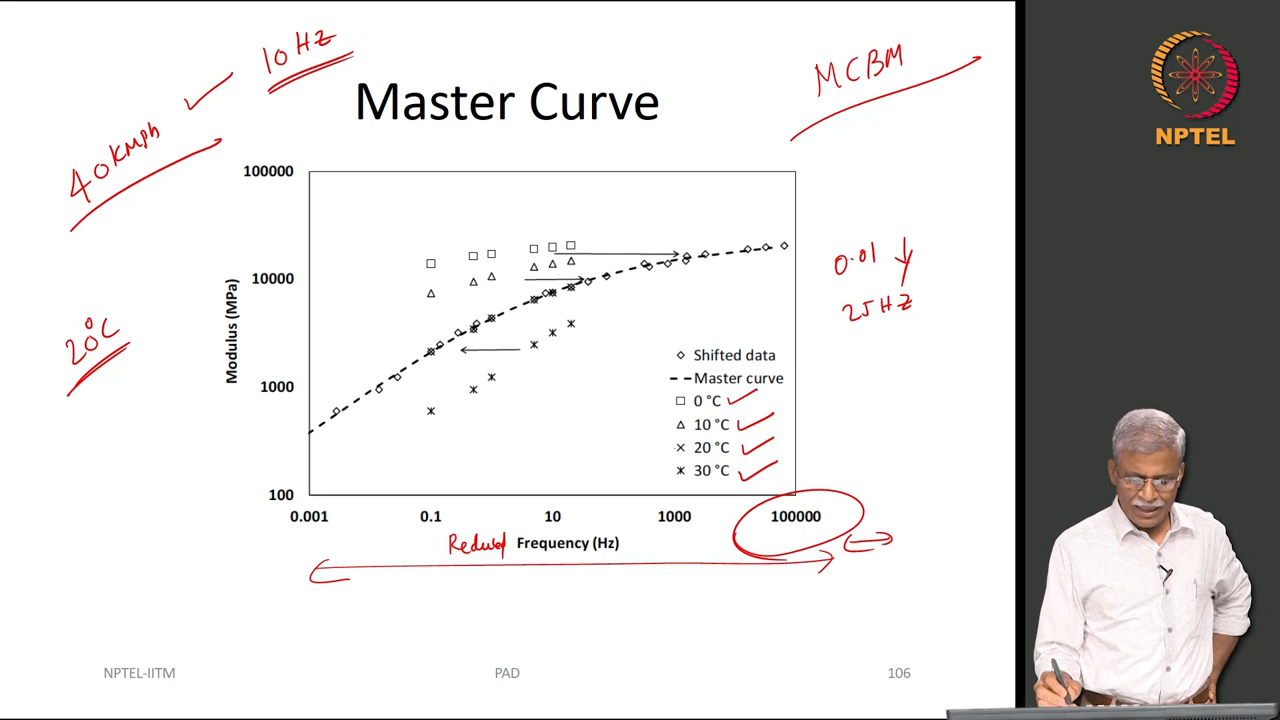 10 Hz
MCBM
Master Curve
NPTEL
40 kmph
100000
10000
1000
100
Modulus (MPa)
20°C
0.01
25 Hz
Shifted data
Master curve
0 °C
10 °C
20 °C
30 °C
0.001
0.1
10
1000
100000
Reduced Frequency (Hz)
NPTEL-IITM
PAD
106